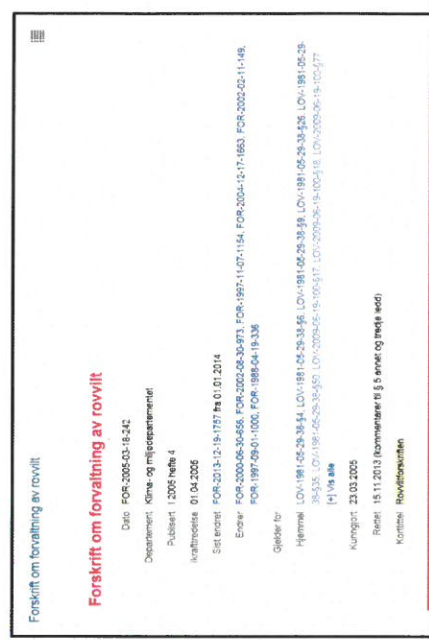 Forskrift om forvaltning av rovvilt
Forskrift om forvaltning av rovvilt
Dato FOR-2005-03-18-242
Departement Klima- og miljødepartementet
Publisert I 2005 hefte 4
Ikrafttredelse 01.04.2005
Sist endret FOR-2013-12-19-1757 fra 01.01.2014
Endrer FOR-2000-06-30-656, FOR-2002-08-30-973, FOR-1997-11-07-1154, FOR-2004-12-17-1663, FOR-2002-02-11-149,
FOR-1997-09-01-1000, FOR-1988-04-19-336
Gjelder for
Hjemmel LOV-1981-05-29-38-§4, LOV-1981-05-29-38-§6, LOV-1981-05-29-38-§9, LOV-1981-05-29-38-§26, LOV-1981-05-29-
38-§35, LOV-1981-05-29-38-§50, LOV-2009-06-19-100-§17, LOV-2009-06-19-100-§18, LOV-2009-06-19-100-§77
[+] Vis alle
Kunngjort 23.03.2005
Rettet 15.11.2013 (kommentarer til § 5 annet og tredje ledd)
Korttittel Rovviltforskriften